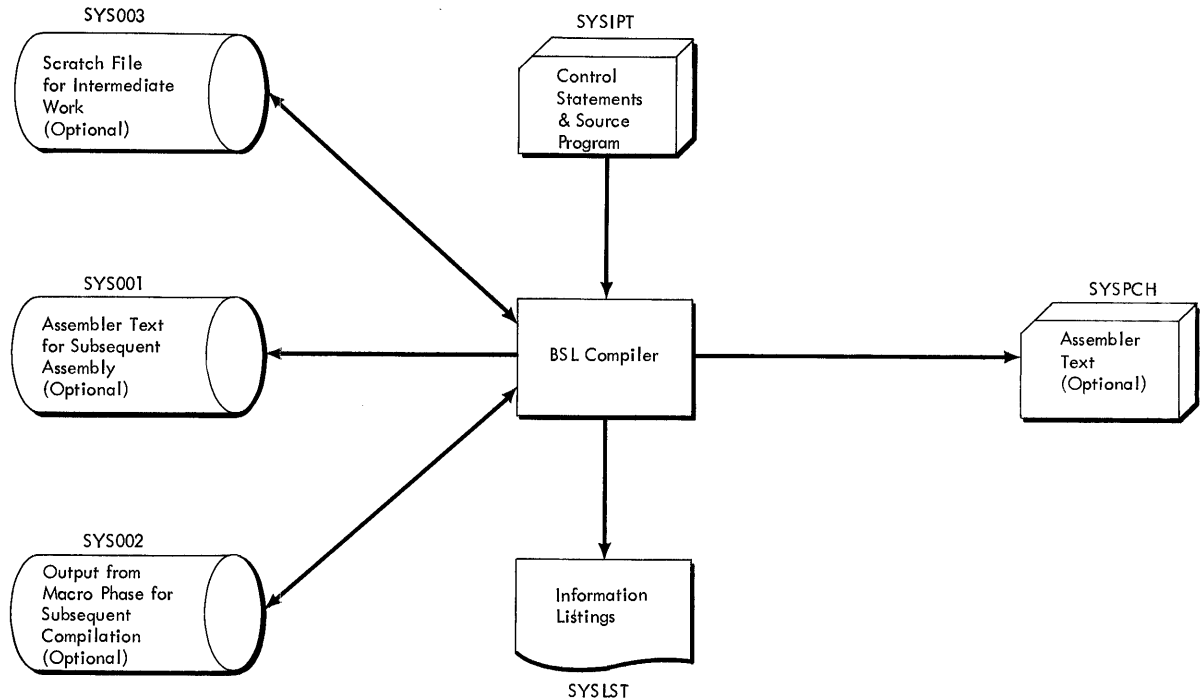 SYS003
Scratch File
for Intermediate
Work
(Optional)
SYSIPT
Control
Statements
& Source
Program
SYS001
Assembler Text
for Subsequent
Assembly
(Optional)
BSL Compiler
SYSPCH
Assembler
Text
(Optional)
SYS002
Output from
Macro Phase for
Subsequent
Compilation
(Optional)
Information
Listings
SYSLST